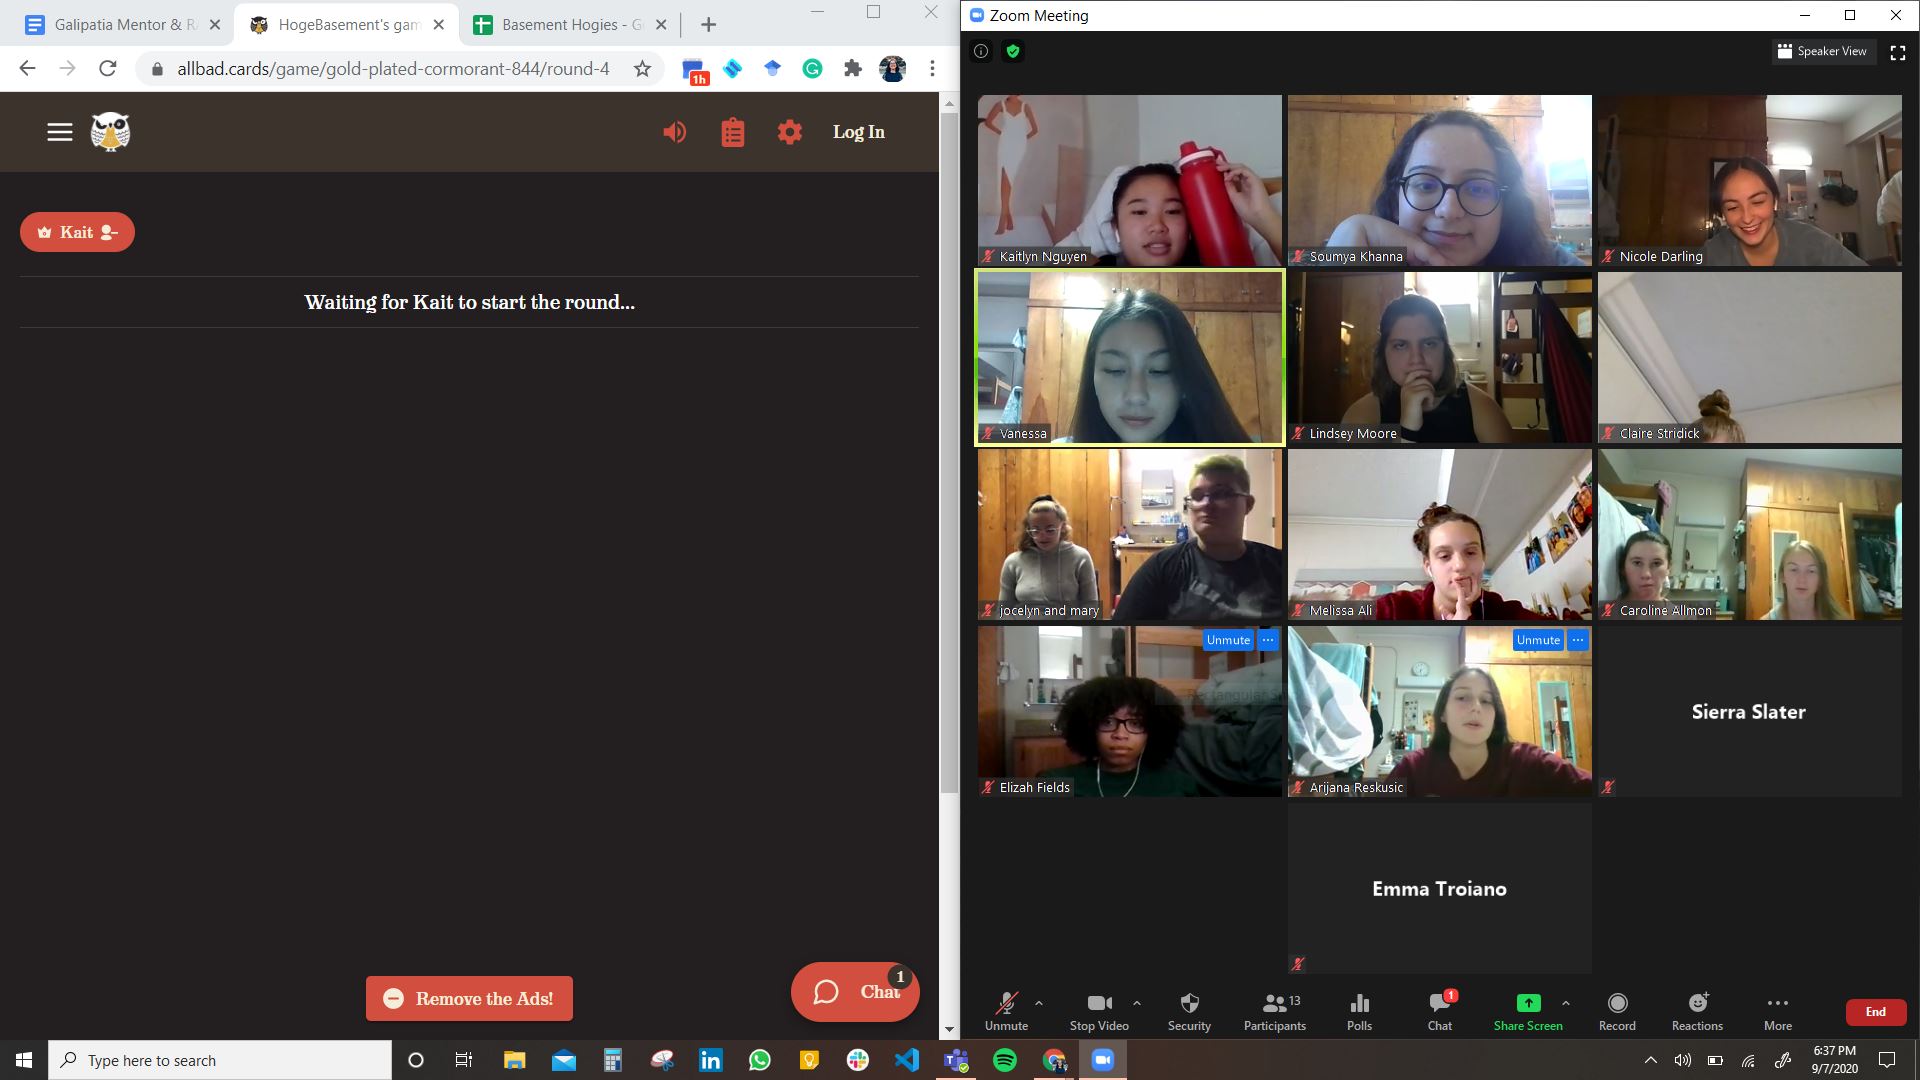 Galipatia Mentor & R
HogeBasement's gam
Basement Hogies - G
allbad.cards/game/gold-plated-cormorant-844/round-4
1h
Log In
Kait
Waiting for Kait to start the round...
Remove the Ads!
Chat
1
Zoom Meeting
Speaker View
Kaitlyn Nguyen
Soumya Khanna
Nicole Darling
Vanessa
Lindsey Moore
Claire Stridick
jocelyn and mary
Melissa Ali
Caroline Allmon
Unmute
Unmute
Rectangular S
Elizah Fields
Arijana Reskusic
Sierra Slater
Emma Troiano
Unmute
Stop Video
Security
Participants
13
Polls
Chat
1
Share Screen
Record
Reactions
More
End
Type here to search
6:37 PM
9/7/2020